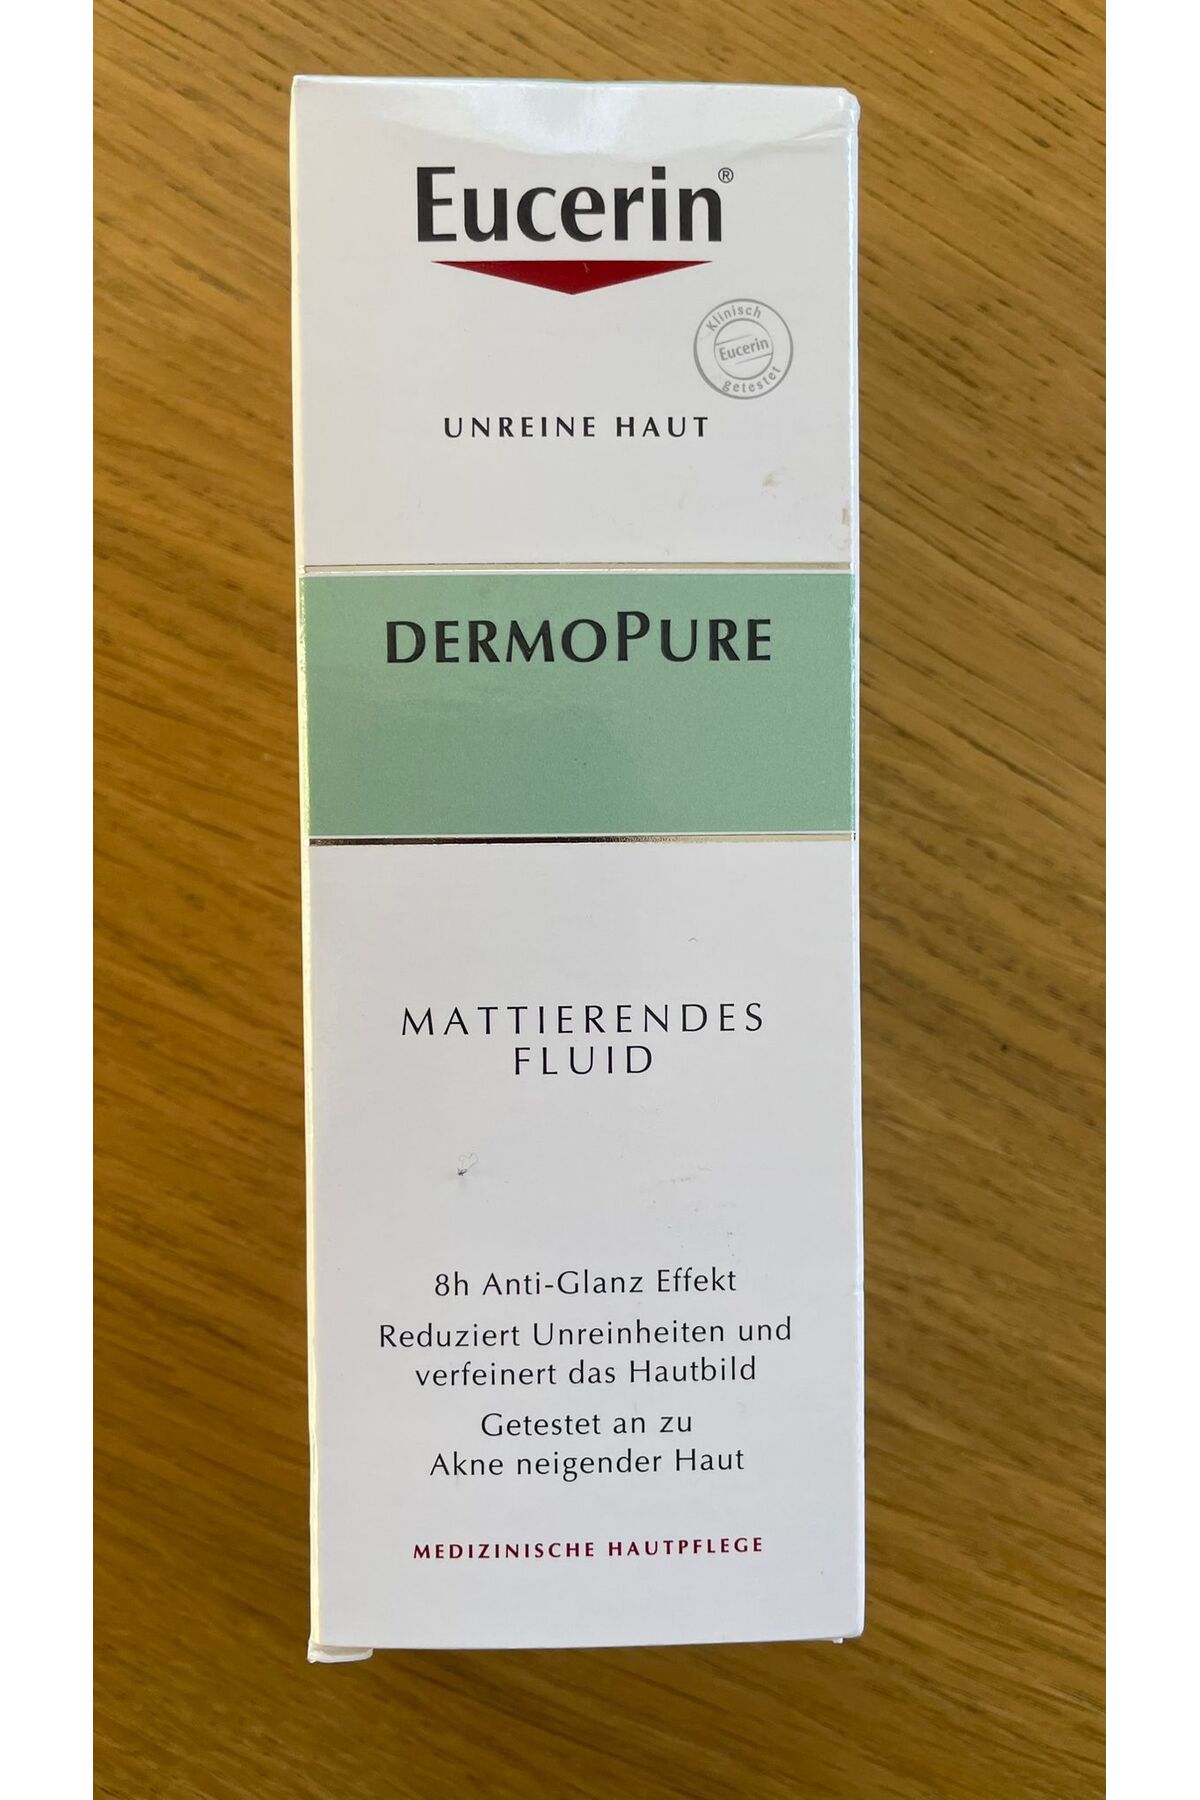 Eucerin®
Klinisch
Eucerin
getestet
UNREINE HAUT
DERMOPURE
MATTIERENDES
FLUID
8h Anti-Glanz Effekt
Reduziert Unreinheiten und
verfeinert das Hautbild
Getestet an zu
Akne neigender Haut
MEDIZINISCHE HAUTPFLEGE